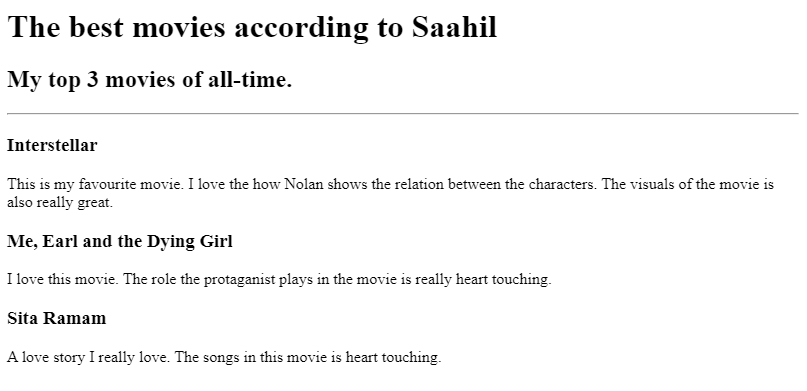 The best movies according to Saahil
My top 3 movies of all-time.
Interstellar
This is my favourite movie. I love the how Nolan shows the relation between the characters. The visuals of the movie is
also really great.
Me, Earl and the Dying Girl
I love this movie. The role the protaganist plays in the movie is really heart touching.
Sita Ramam
A love story I really love. The songs in this movie is heart touching.